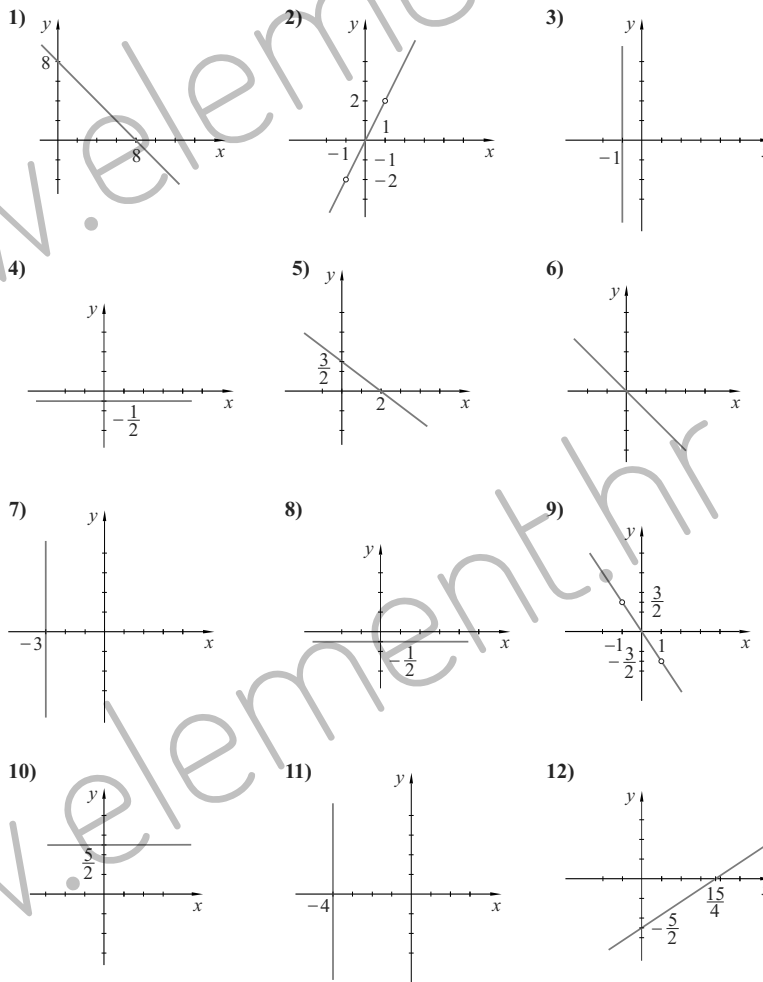 1)
y
8
8
x
2)
y
2
1
−1
−1
−2
x
3)
y
−1
4)
y
x
−1/2
5)
y
3/2
2
x
6)
y
x
7)
y
−3
x
8)
y
x
−1/2
9)
y
3/2
−1
1
x
−3/2
10)
y
5/2
x
11)
y
−4
x
12)
y
15/4
−5/2
w.element.hr
w.element.hr